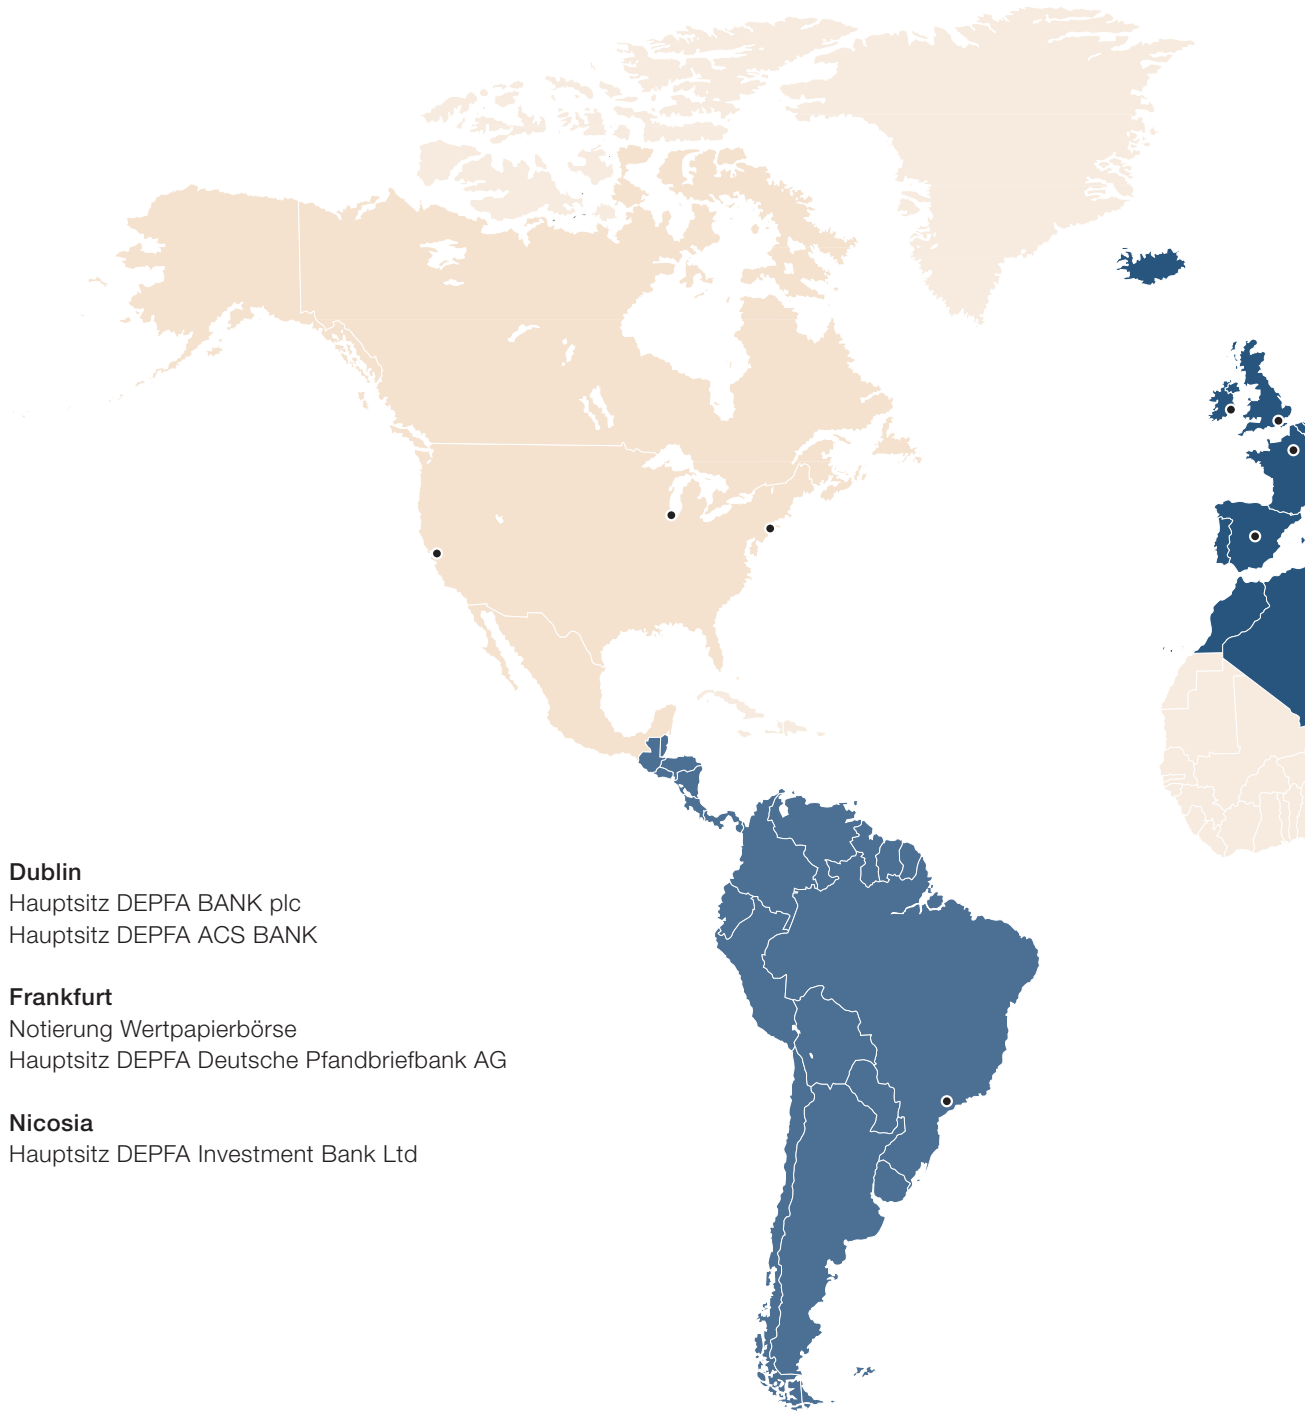 Dublin
Hauptsitz DEPFA BANK plc
Hauptsitz DEPFA ACS BANK
Frankfurt
Notierung Wertpapierbörse
Hauptsitz DEPFA Deutsche Pfandbriefbank AG
Nicosia
Hauptsitz DEPFA Investment Bank Ltd